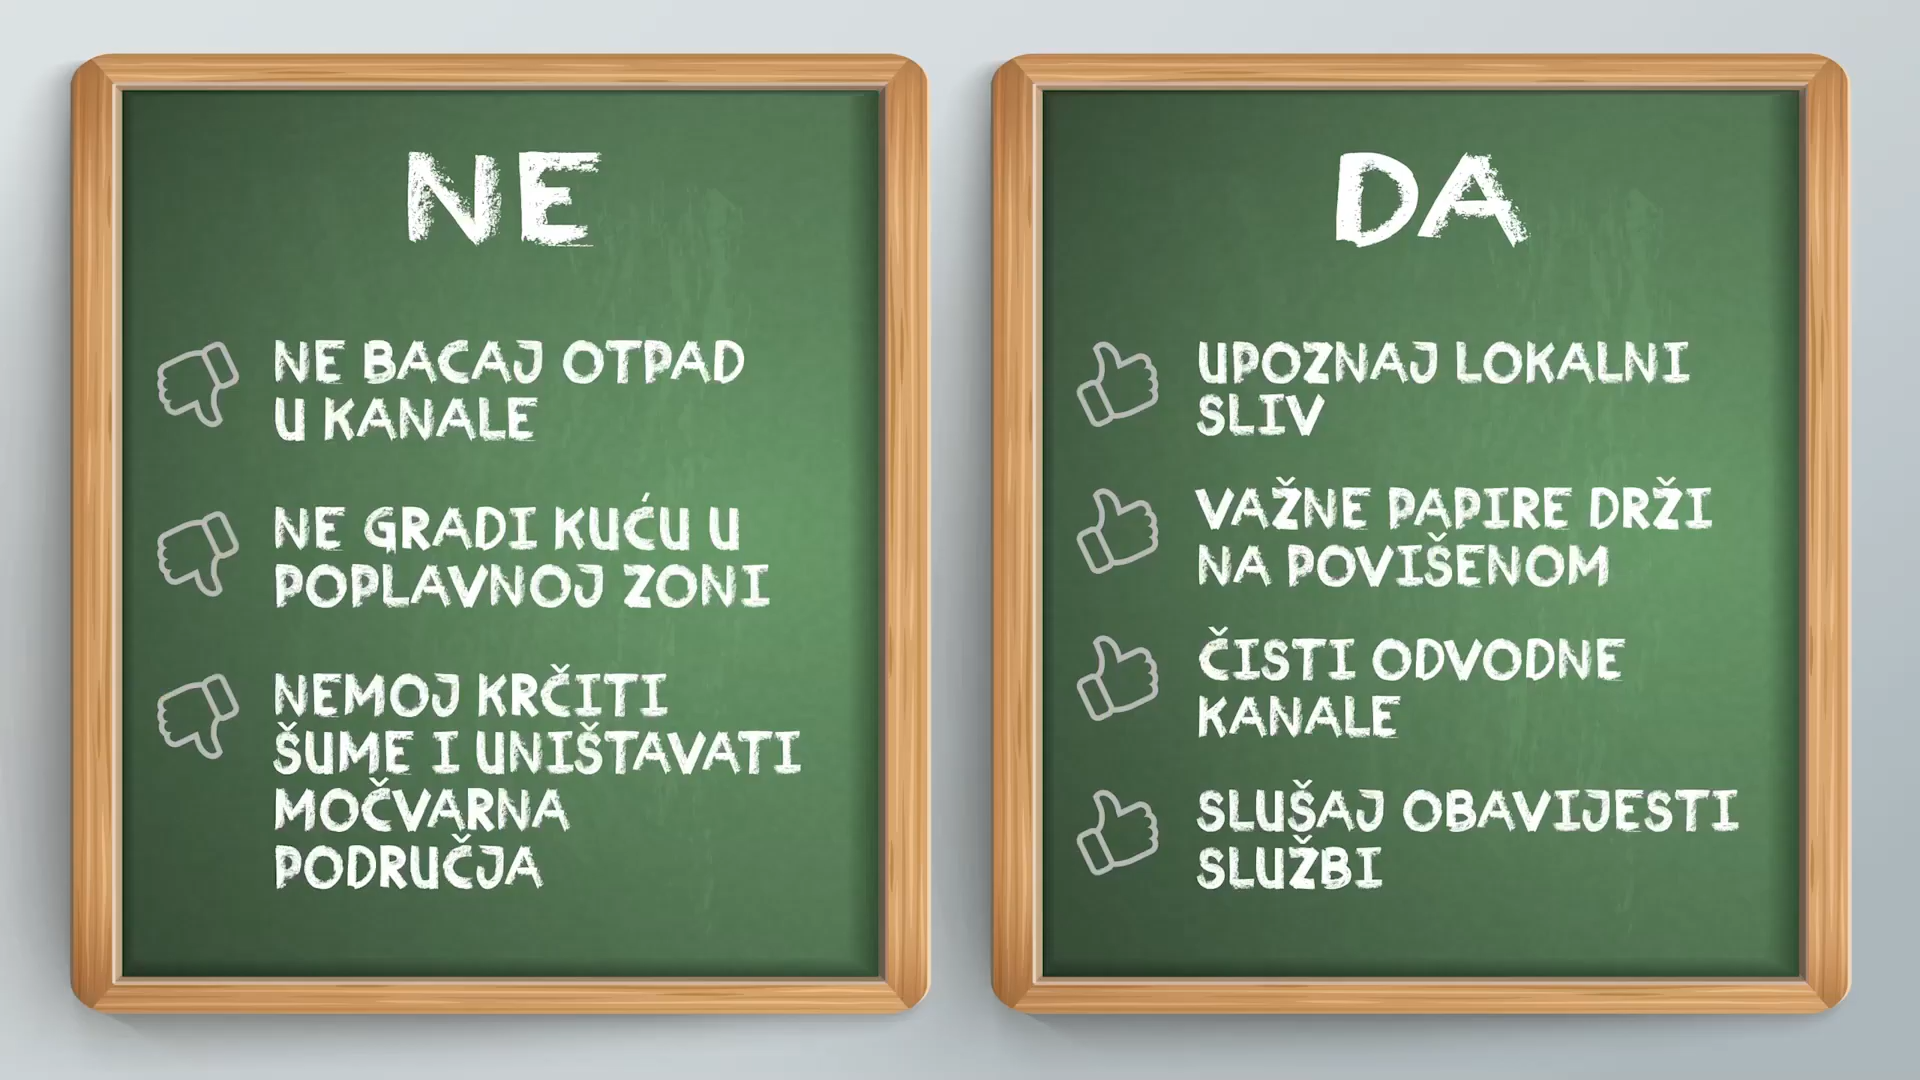 NE
NE BACAJ OTPAD
U KANALE
NE GRADI KUĆU U
POPLAVNOJ ZONI
NEMOJ KRČITI
ŠUME I UNIŠTAVATI
MOČVARNA
PODRUČJA
DA
UPOZNAJ LOKALNI
SLIV
VAŽNE PAPIRE DRŽI
NA POVIŠENOM
ČISTI ODVODNE
KANALE
SLUŠAJ OBAVIJESTI
SLUŽBI